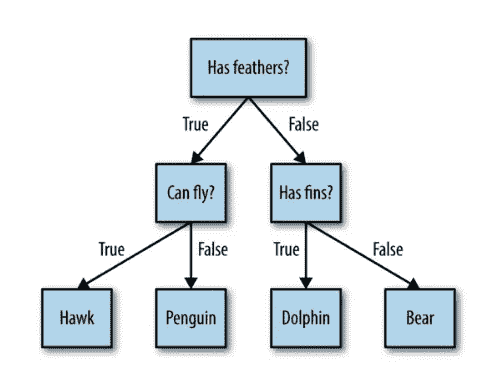 Has feathers?
True
False
Can fly?
Has fins?
True
False
True
False
Hawk
Penguin
Dolphin
Bear